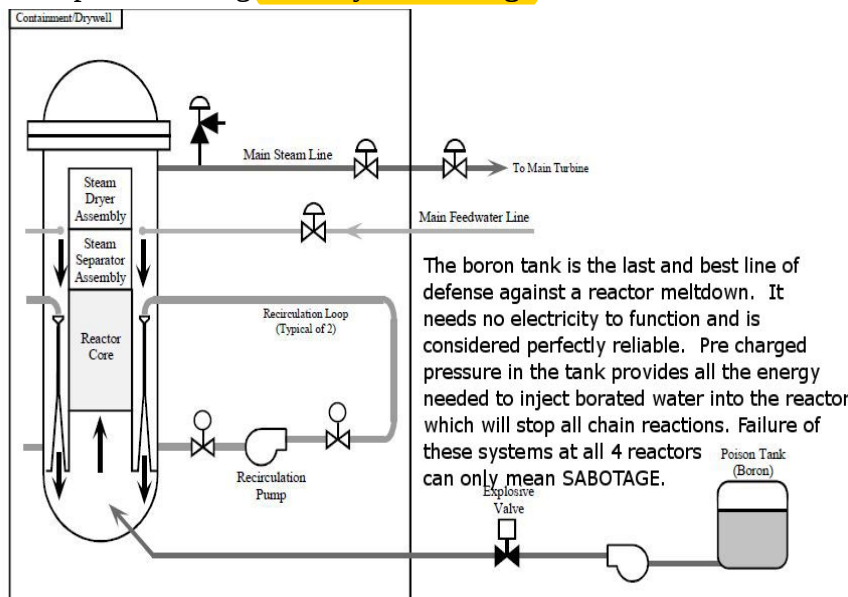 Containment/Drywell
Main Steam Line
To Main Turbine
Steam
Dryer
Assembly
Main Feedwater Line
Steam
Separator
Assembly
The boron tank is the last and best line of
defense against a reactor meltdown. It
needs no electricity to function and is
considered perfectly reliable. Pre charged
pressure in the tank provides all the energy
needed to inject borated water into the reactor
which will stop all chain reactions. Failure of
these systems at all 4 reactors
can only mean SABOTAGE.
Recirculation Loop
(Typical of 2)
Reactor
Core
Recirculation
Pump
Poison Tank
(Boron)
Explosive
Valve